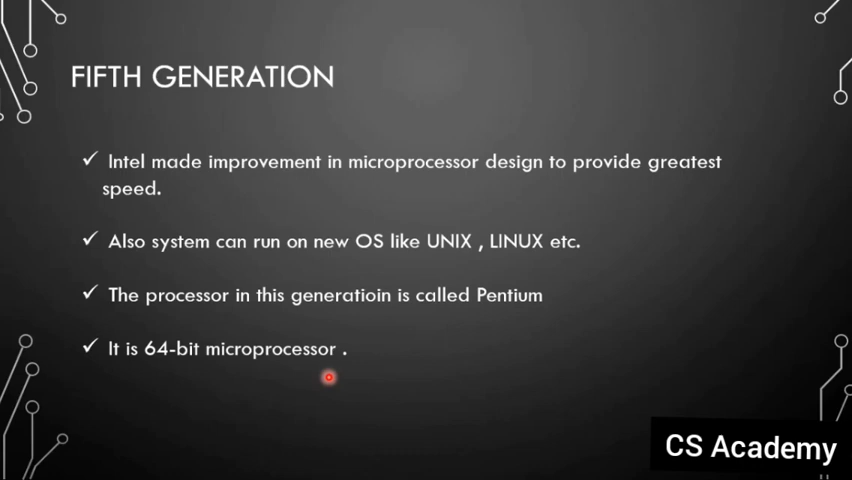 FIFTH GENERATION
✓ Intel made improvement in microprocessor design to provide greatest
speed.
✓ Also system can run on new OS like UNIX , LINUX etc.
✓ The processor in this generatioin is called Pentium
✓ It is 64-bit microprocessor .
CS Academy